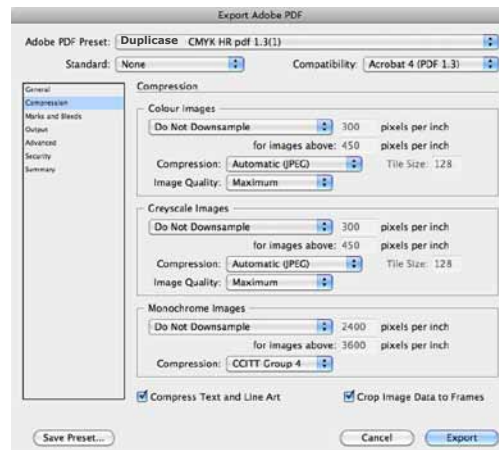 Export Adobe PDF
Adobe PDF Preset: Duplicase CMYK HR pdf 1.3(1)
Standard: None Compatibility: Acrobat 4 (PDF 1.3)
General
Compression
Marks and Bleeds
Output
Advanced
Security
Summary
Compression
Colour Images
Do Not Downsample 300 pixels per inch
for images above: 450 pixels per inch
Compression: Automatic (JPEG) Tile Size: 128
Image Quality: Maximum
Greyscale Images
Do Not Downsample 300 pixels per inch
for images above: 450 pixels per inch
Compression: Automatic (JPEG) Tile Size: 128
Image Quality: Maximum
Monochrome Images
Do Not Downsample 2400 pixels per inch
for images above: 3600 pixels per inch
Compression: CCITT Group 4
Compress Text and Line Art Crop Image Data to Frames
Save Preset... Cancel Export